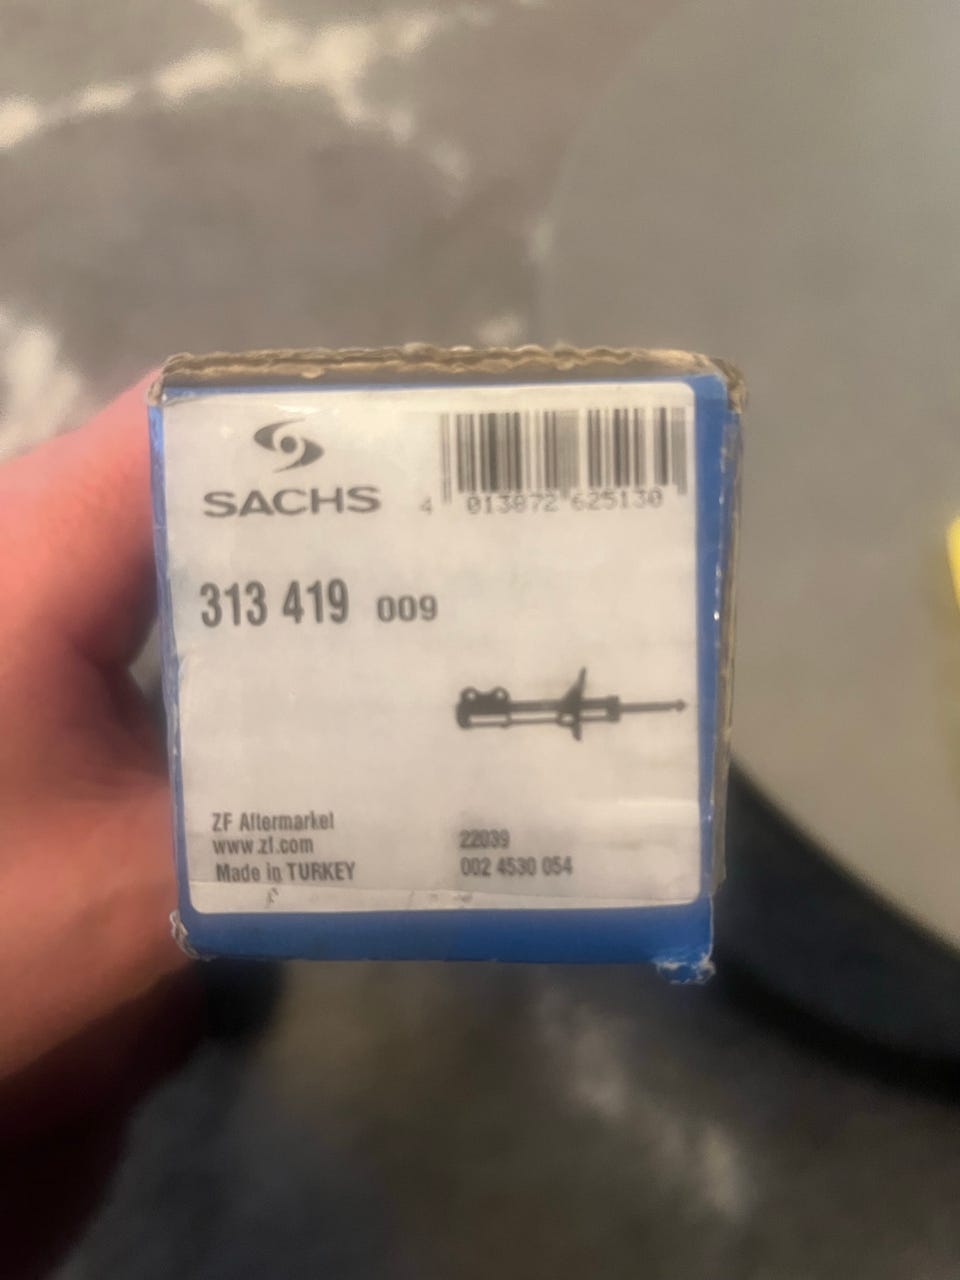 SACHS
4 013872 625130
313 419 009
ZF Aftermarket
www.zf.com
Made in TURKEY
22039
002 4530 054